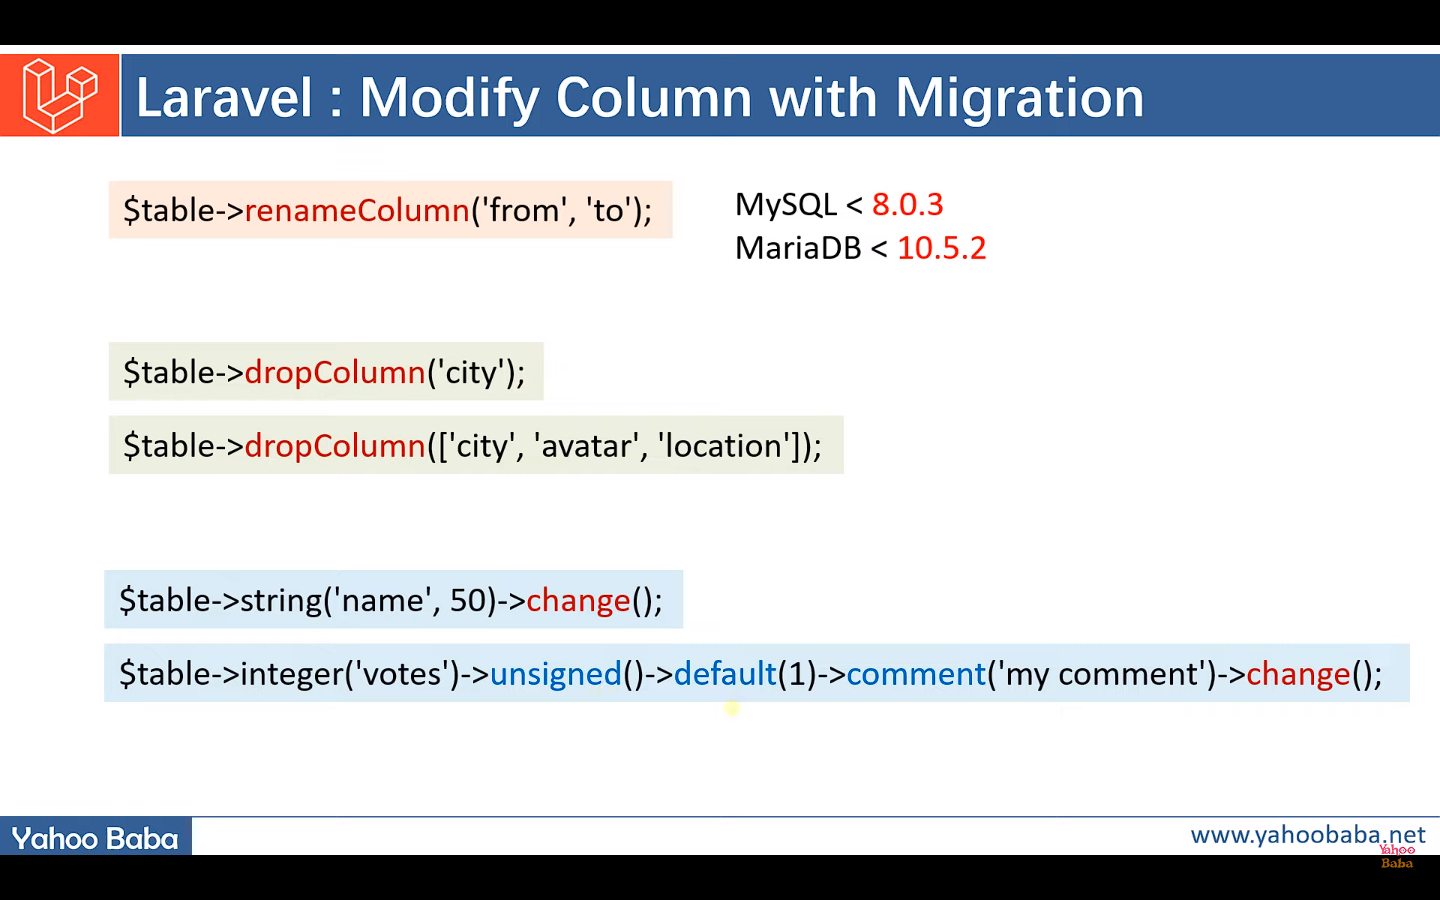 Laravel : Modify Column with Migration
$table->renameColumn('from', 'to');
MySQL < 8.0.3
MariaDB < 10.5.2
$table->dropColumn('city');
$table->dropColumn(['city', 'avatar', 'location']);
$table->string('name', 50)->change();
$table->integer('votes')->unsigned()->default(1)->comment('my comment')->change();
Yahoo Baba
www.yahoobaba.net
Yahoo
Baba